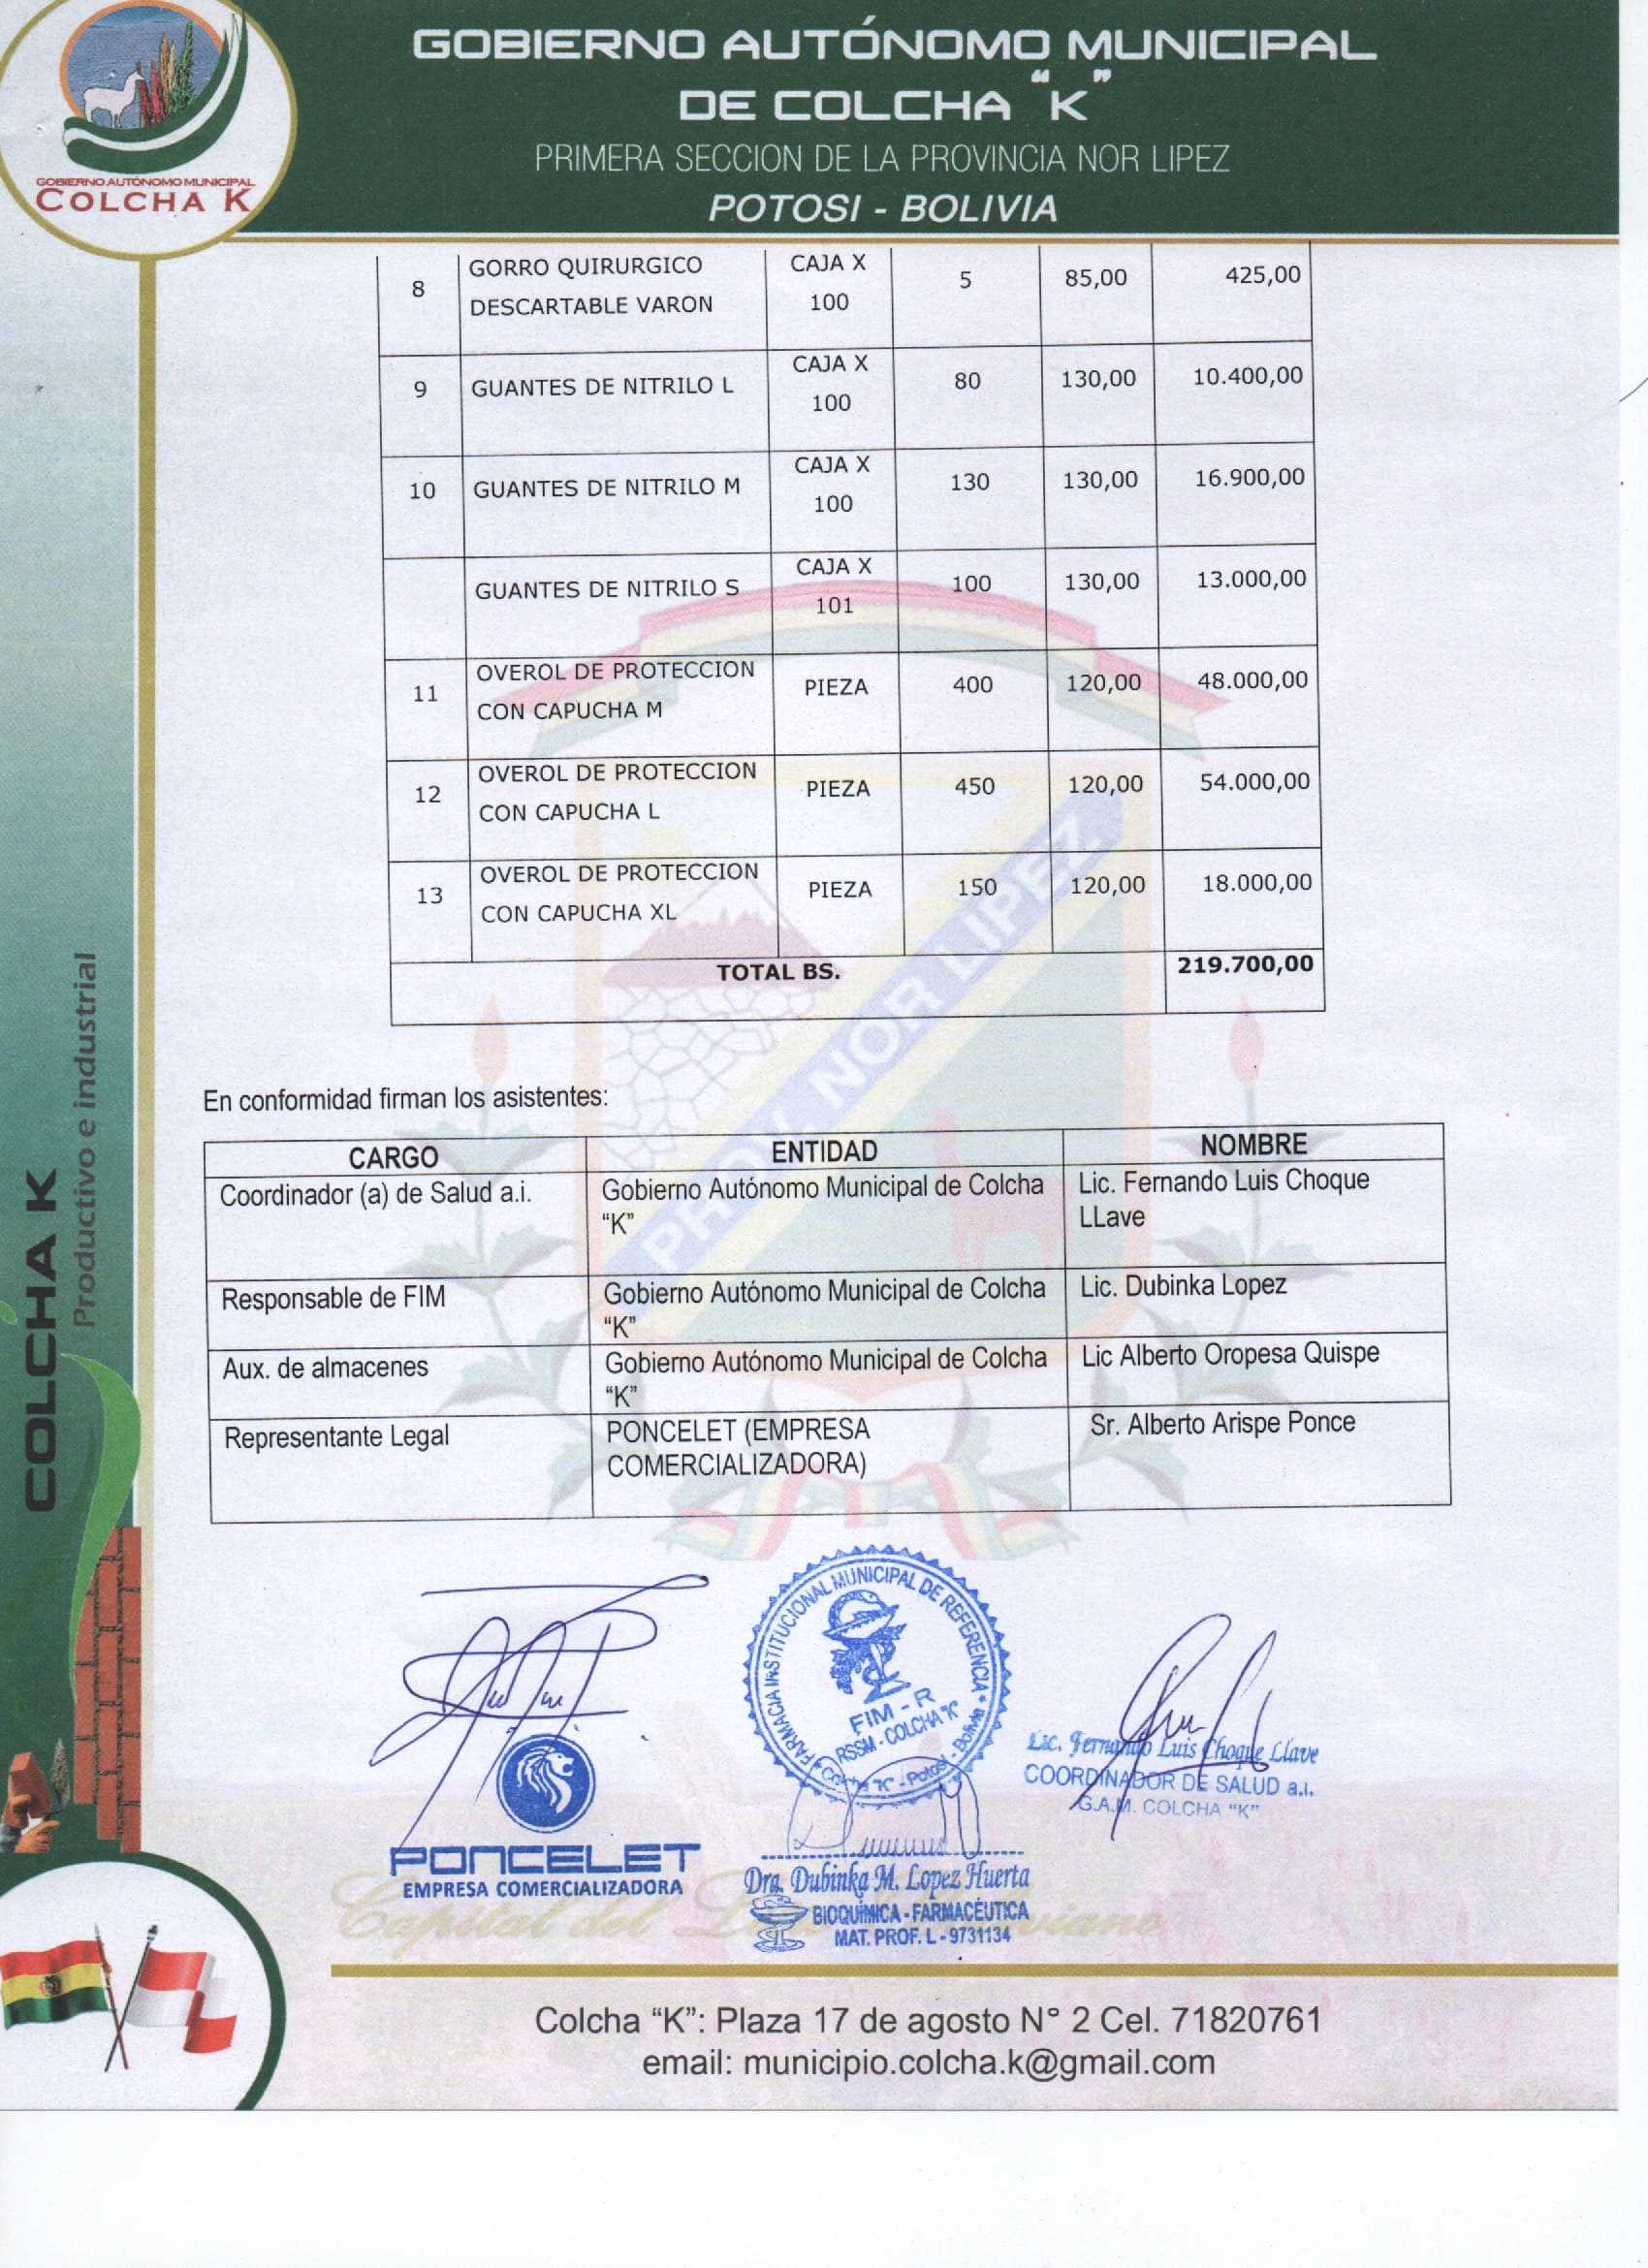 GOBIERNO AUTÓNOMO MUNICIPAL
DE COLCHA "K"
PRIMERA SECCION DE LA PROVINCIA NOR LIPEZ
POTOSI - BOLIVIA
GOBIERNO AUTÓNOMO MUNICIPAL
COLCHA K
8 GORRO QUIRURGICO DESCARTABLE VARON CAJA X 100 5 85,00 425,00
9 GUANTES DE NITRILO L CAJA X 100 80 130,00 10.400,00
10 GUANTES DE NITRILO M CAJA X 100 130 130,00 16.900,00
GUANTES DE NITRILO S CAJA X 101 100 130,00 13.000,00
11 OVEROL DE PROTECCION CON CAPUCHA M PIEZA 400 120,00 48.000,00
12 OVEROL DE PROTECCION CON CAPUCHA L PIEZA 450 120,00 54.000,00
13 OVEROL DE PROTECCION CON CAPUCHA XL PIEZA 150 120,00 18.000,00
TOTAL BS. 219.700,00
PROV. NOR LIPEZ
COLCHA K
Productivo e industrial
En conformidad firman los asistentes:
CARGO ENTIDAD NOMBRE
Coordinador (a) de Salud a.i. Gobierno Autónomo Municipal de Colcha “K” Lic. Fernando Luis Choque LLave
Responsable de FIM Gobierno Autónomo Municipal de Colcha “K” Lic. Dubinka Lopez
Aux. de almacenes Gobierno Autónomo Municipal de Colcha “K” Lic Alberto Oropesa Quispe
Representante Legal PONCELET (EMPRESA COMERCIALIZADORA) Sr. Alberto Arispe Ponce
FARMACIA INSTITUCIONAL MUNICIPAL DE REFERENCIA
FIM - R
RSSM - COLCHA "K"
Colcha "K" - Potosí - Bolivia
PONCELET
EMPRESA COMERCIALIZADORA
Dra. Dubinka M. Lopez Huerta
BIOQUÍMICA - FARMACÉUTICA
MAT. PROF. L - 9731134
Lic. Fernando Luis Choque Llave
COORDINADOR DE SALUD a.i.
G.A.M. COLCHA "K"
Capital del
Colcha “K”: Plaza 17 de agosto N° 2 Cel. 71820761
email: municipio.colcha.k@gmail.com